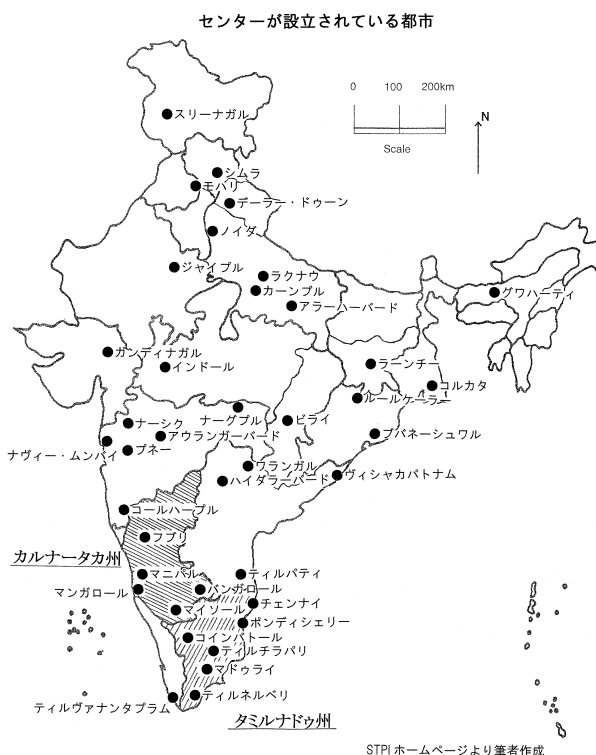 センターが設立されている都市
0 100 200km
Scale
N
スリーナガル
シムラ
モハリ
デーラー・ドゥーン
ノイダ
ジャイプル
ラクナウ
カーンプル
アラーハーバード
グワハーティ
ガンディナガル
インドール
ラーンチー
コルカタ
ルールケーラー
ナーグプル
ビライ
ナーシク
アウランガーバード
ブバネーシュワル
ナヴィー・ムンバイ
プネー
ワランガル
ハイダラーバード
ヴィシャカパトナム
コールハープル
フブリ
カルナータカ州
マニパル
ティルパティ
マンガロール
バンガロール
チェンナイ
マイソール
ポンディシェリー
コインバトール
ティルチラパリ
マドゥライ
ティルヴァナンタプラム
ティルネルベリ
タミルナドゥ州
STPIホームページより筆者作成